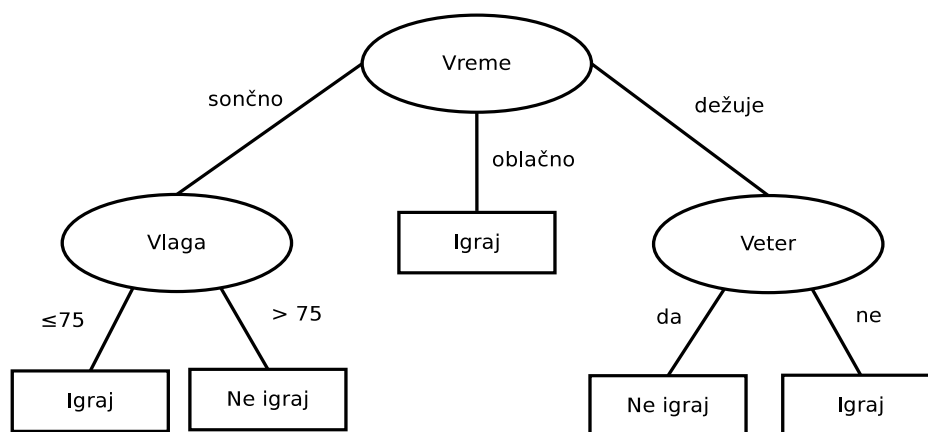 Vreme
sončno
dežuje
oblačno
Vlaga
Igraj
Veter
≤75
> 75
da
ne
Igraj
Ne igraj
Ne igraj
Igraj